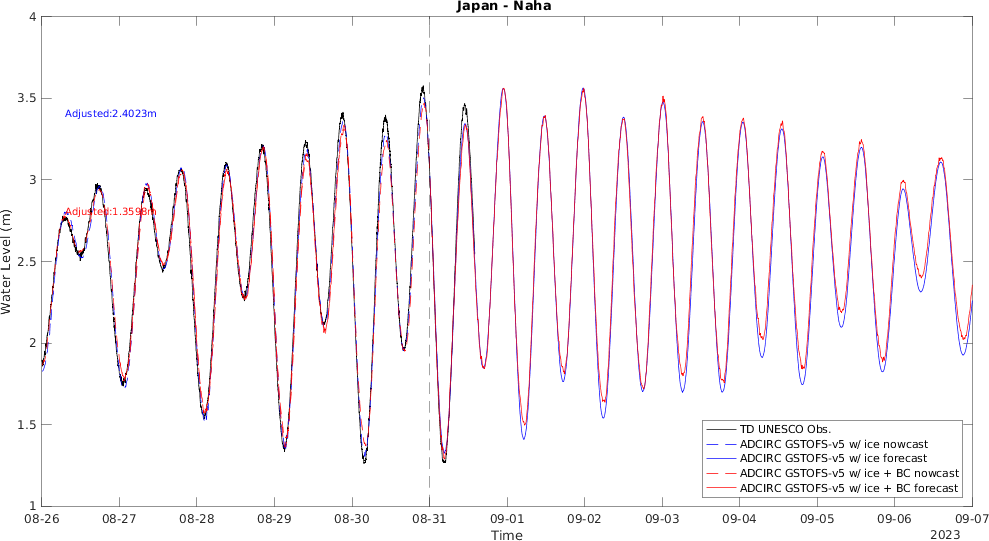 Japan - Naha
4
3.5
3
2.5
2
1.5
1
Water Level (m)
Adjusted:2.4023m
Adjusted:1.3598m
TD UNESCO Obs.
ADCIRC GSTOFS-v5 w/ ice nowcast
ADCIRC GSTOFS-v5 w/ ice forecast
ADCIRC GSTOFS-v5 w/ ice + BC nowcast
ADCIRC GSTOFS-v5 w/ ice + BC forecast
08-26 08-27 08-28 08-29 08-30 08-31 09-01 09-02 09-03 09-04 09-05 09-06 09-07
Time
2023